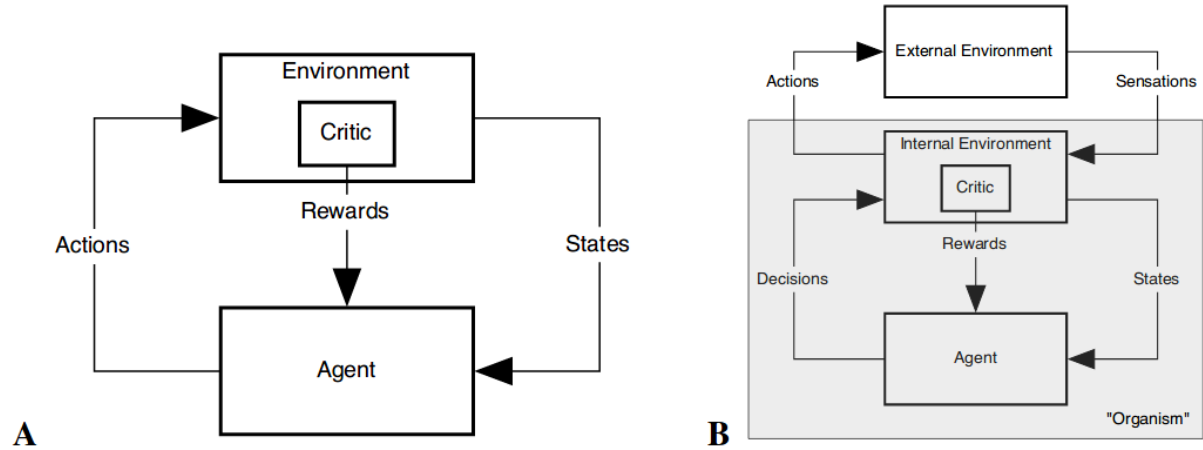 Environment
Critic
Rewards
Actions
States
Agent
A
External Environment
Actions
Sensations
Internal Environment
Critic
Rewards
Decisions
States
Agent
"Organism"
B